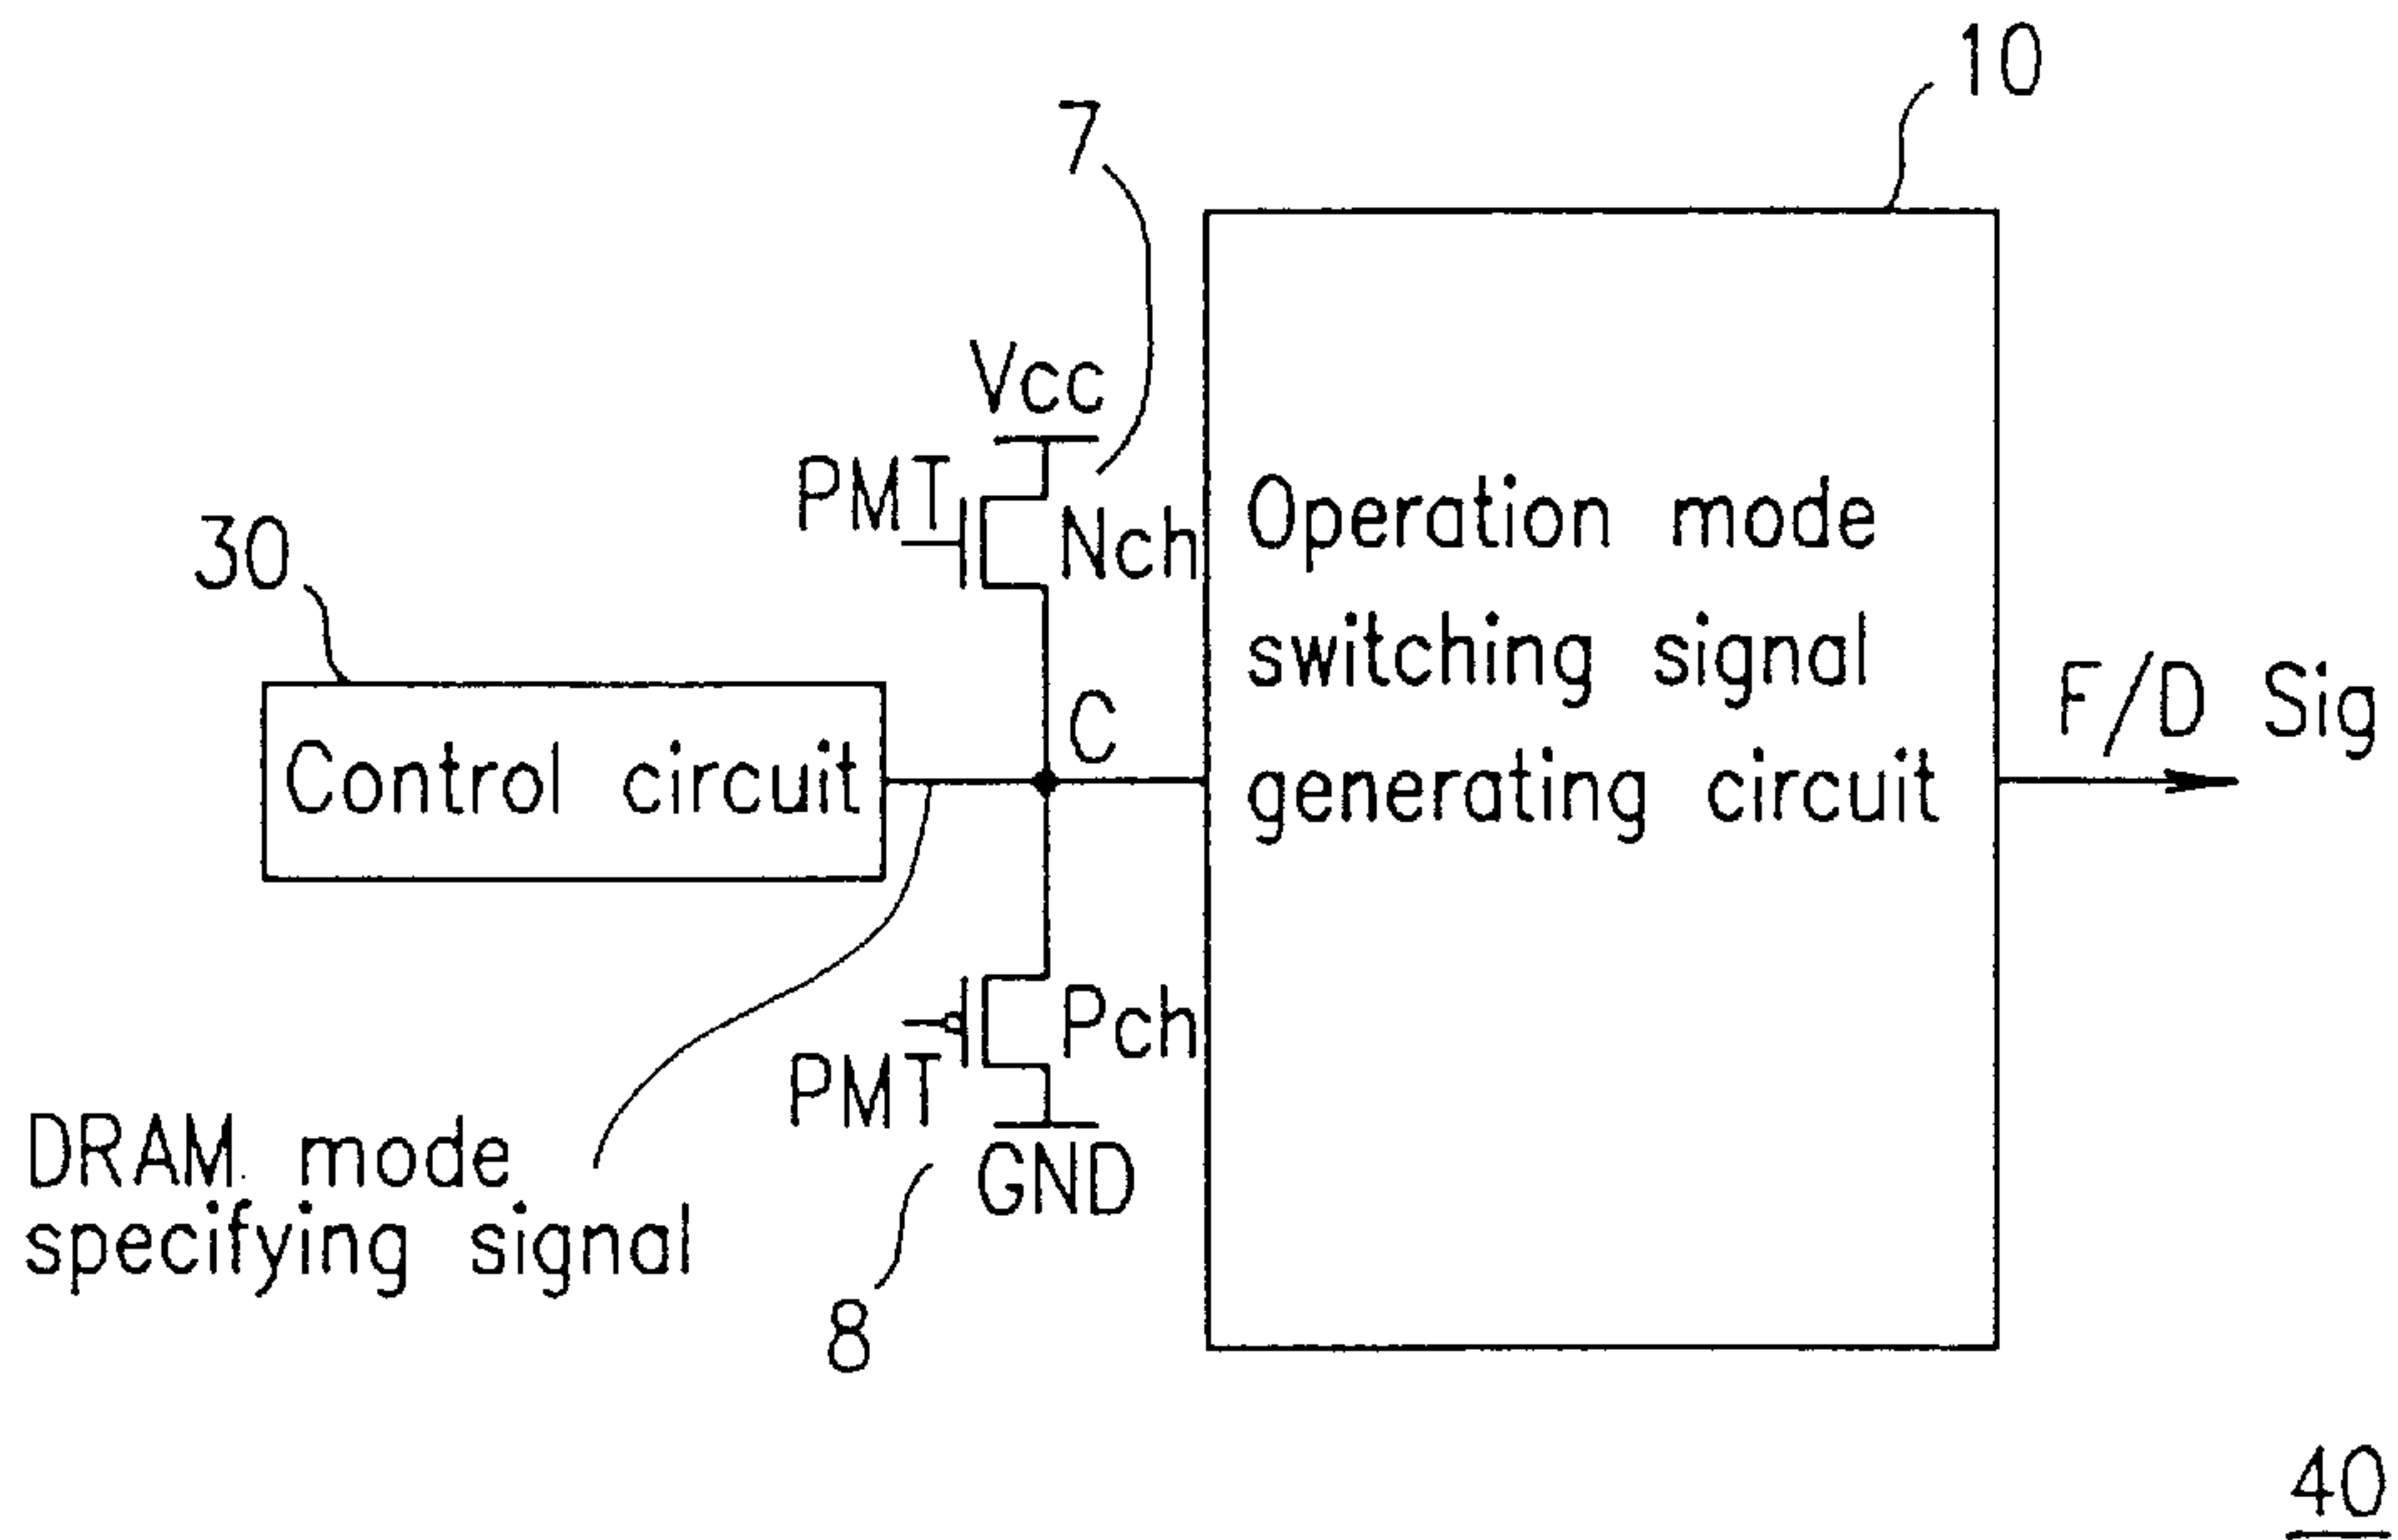 10
7
Vcc
PMT
Nch
30
Operation mode
switching signal
generating circuit
F/D Sig
C
Control circuit
Pch
PMT
GND
DRAM mode
specifying signal
8
40